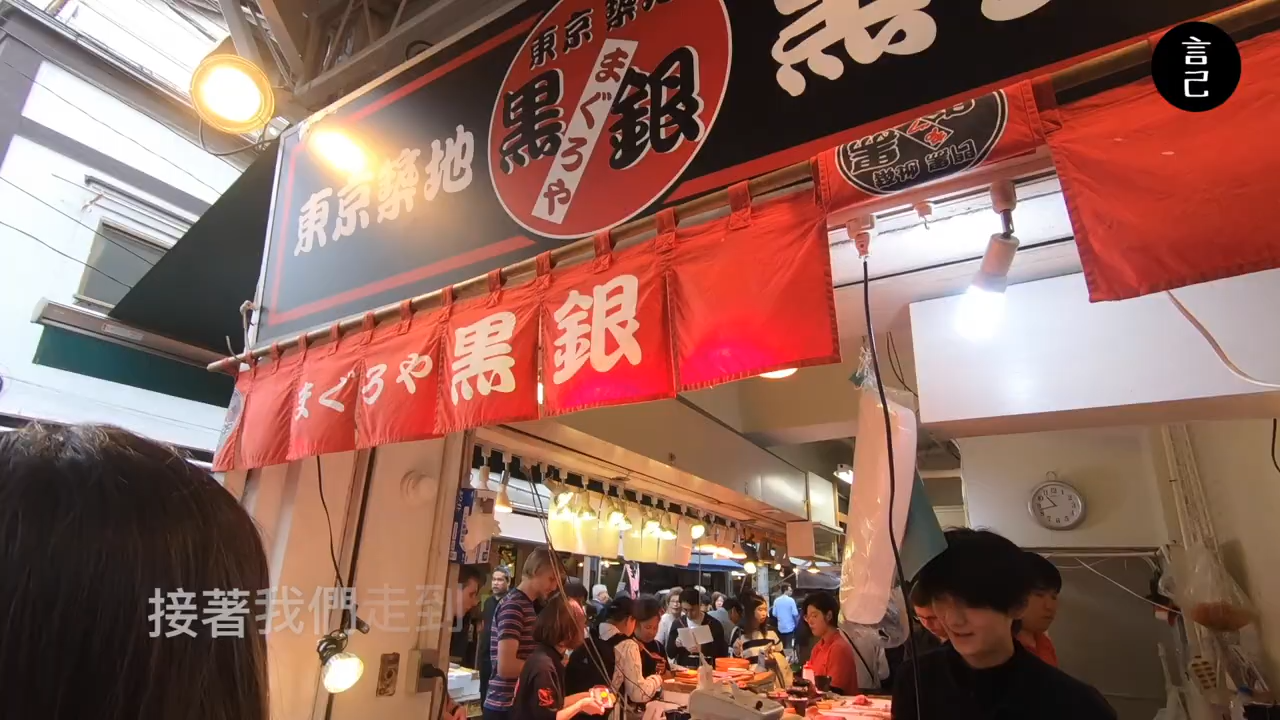 東京築地
東京築地
黒銀
まぐろや
黒
まぐろや黒銀
言己
接著我們走到